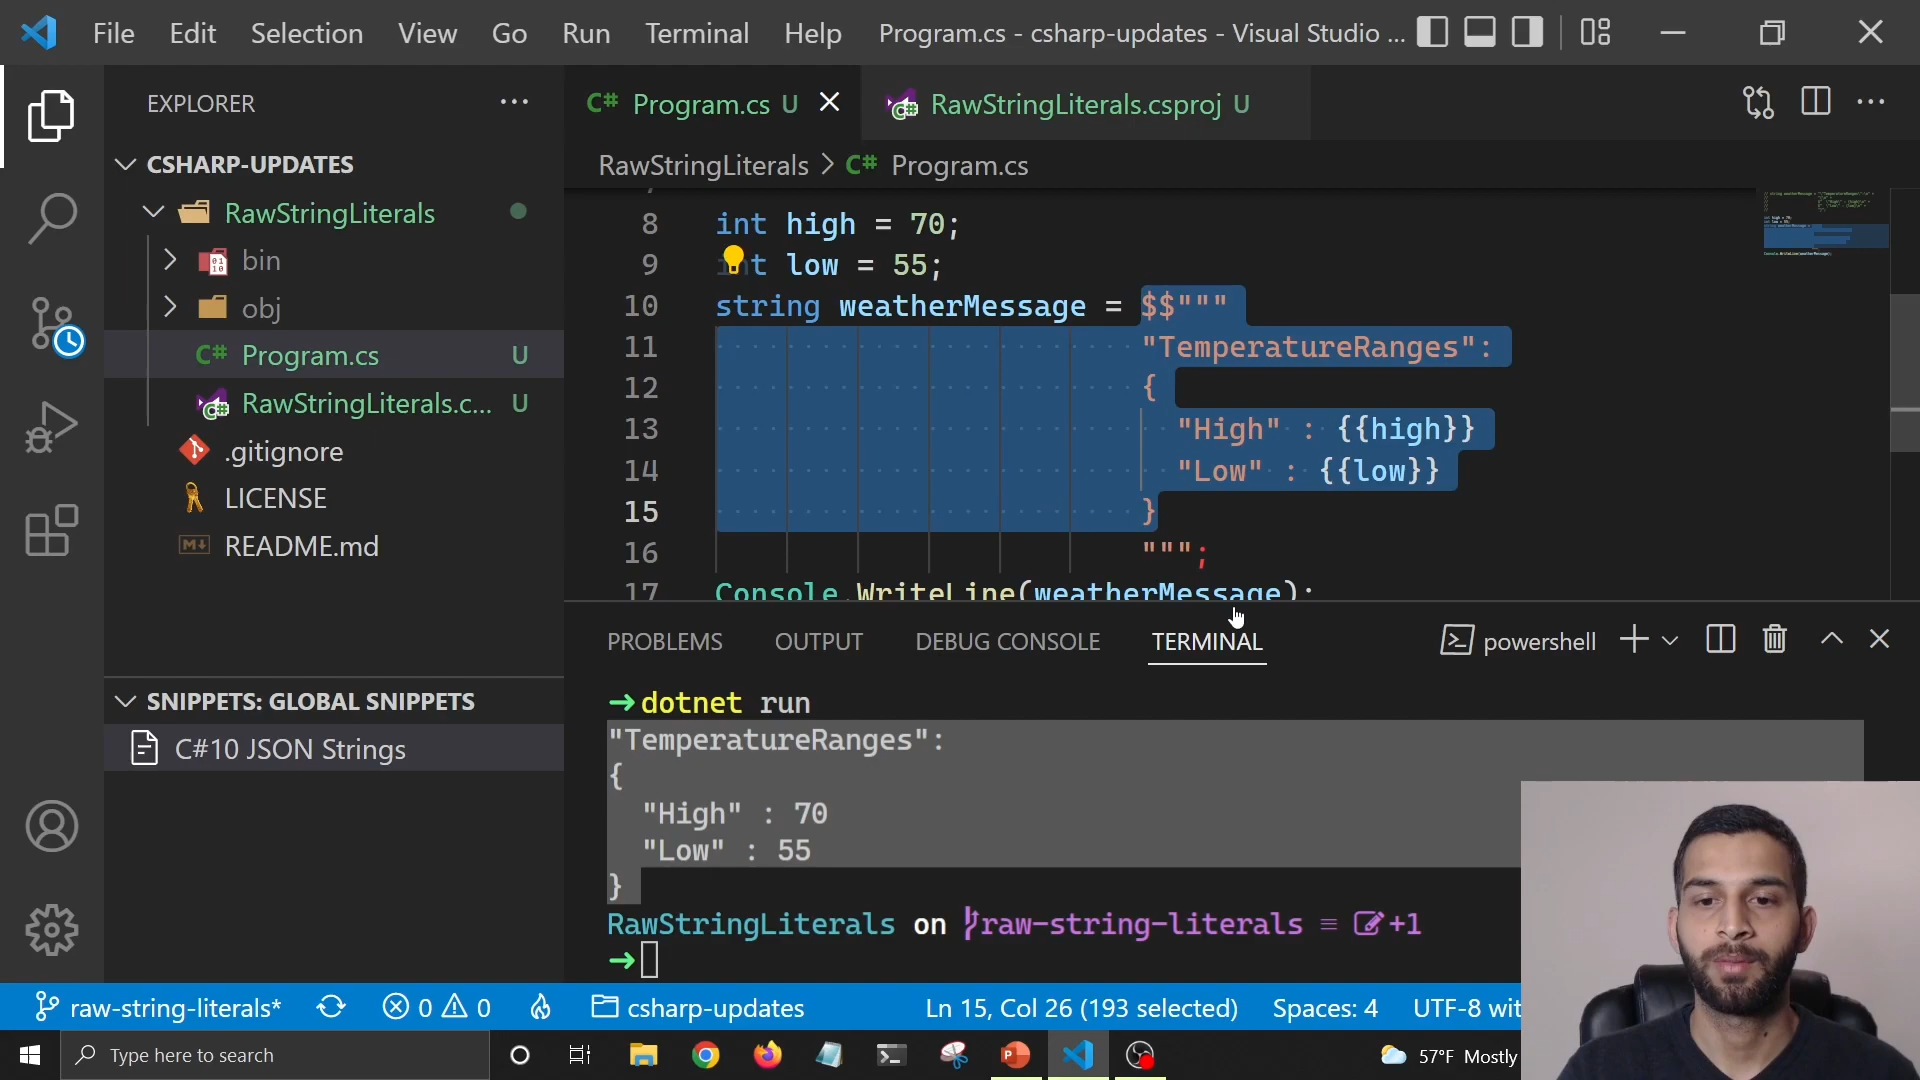 File Edit Selection View Go Run Terminal Help Program.cs - csharp-updates - Visual Studio ...
EXPLORER ...
CSHARP-UPDATES
RawStringLiterals
bin
obj
C# Program.cs U
RawStringLiterals.c... U
.gitignore
LICENSE
README.md
SNIPPETS: GLOBAL SNIPPETS
C#10 JSON Strings
C# Program.cs U
RawStringLiterals.csproj U
RawStringLiterals > C# Program.cs
8 int high = 70;
9 int low = 55;
10 string weatherMessage = $$"""
11 "TemperatureRanges":
12 {
13 "High" : {{high}}
14 "Low" : {{low}}
15 }
16 """;
17 Console.WriteLine(weatherMessage);
PROBLEMS OUTPUT DEBUG CONSOLE TERMINAL powershell
➜ dotnet run
"TemperatureRanges":
{
"High" : 70
"Low" : 55
}
RawStringLiterals on raw-string-literals ≡ +1
➜
raw-string-literals* 0 0 csharp-updates Ln 15, Col 26 (193 selected) Spaces: 4 UTF-8 wit
Type here to search 57°F Mostly